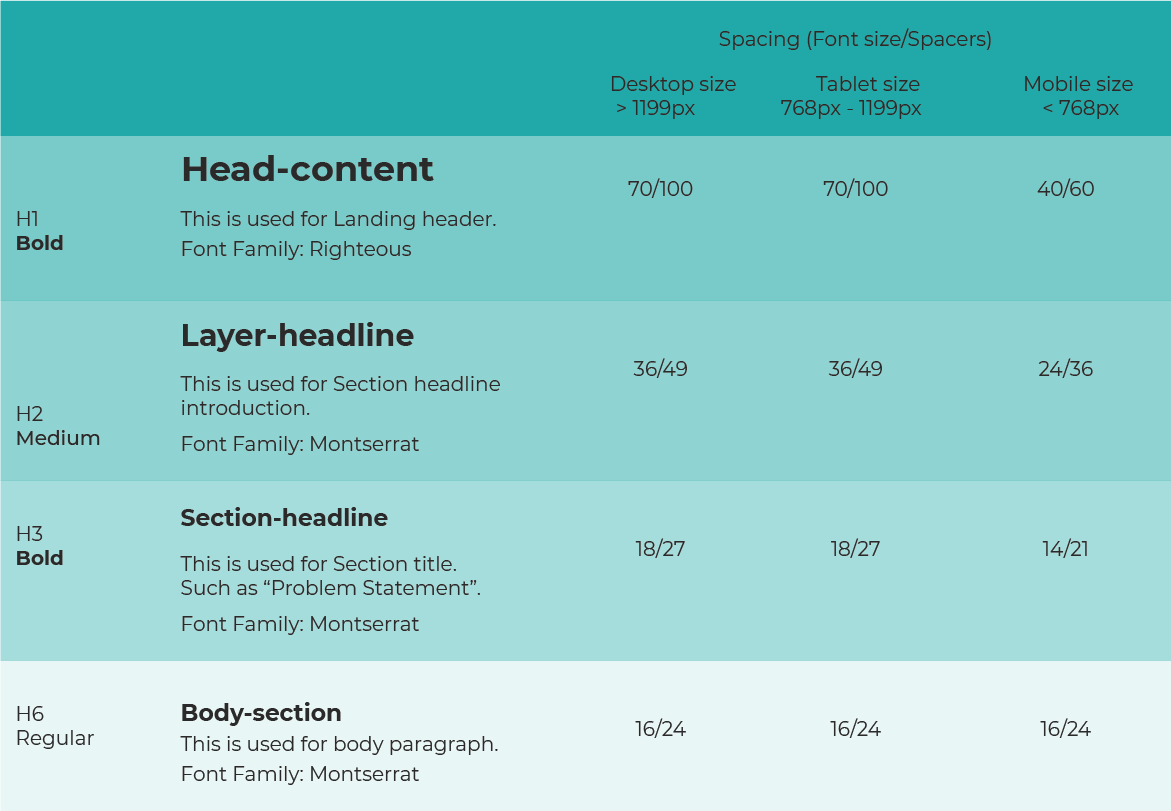 Spacing (Font size/Spacers)
Desktop size Tablet size Mobile size
> 1199px 768px - 1199px < 768px
Head-content
70/100 70/100 40/60
H1 This is used for Landing header.
Bold Font Family: Righteous
Layer-headline
36/49 36/49 24/36
This is used for Section headline
introduction.
H2
Medium Font Family: Montserrat
Section-headline
H3
18/27 18/27 14/21
Bold This is used for Section title.
Such as “Problem Statement”.
Font Family: Montserrat
H6 Body-section
16/24 16/24 16/24
Regular This is used for body paragraph.
Font Family: Montserrat